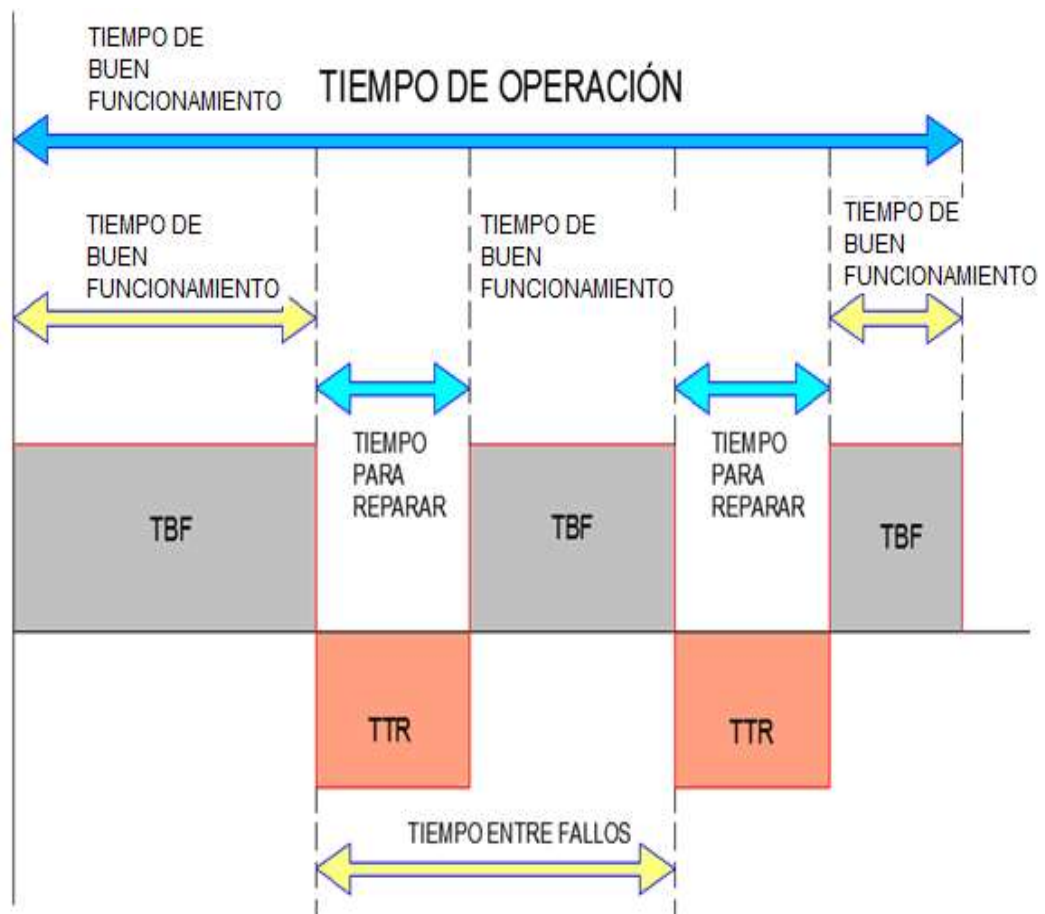 TIEMPO DE
BUEN
FUNCIONAMIENTO
TIEMPO DE OPERACIÓN
TIEMPO DE
BUEN
FUNCIONAMIENTO
TIEMPO DE
BUEN
FUNCIONAMIENTO
TIEMPO DE
BUEN
FUNCIONAMIENTO
TIEMPO
PARA
REPARAR
TIEMPO
PARA
REPARAR
TBF
TBF
TBF
TTR
TTR
TIEMPO ENTRE FALLOS